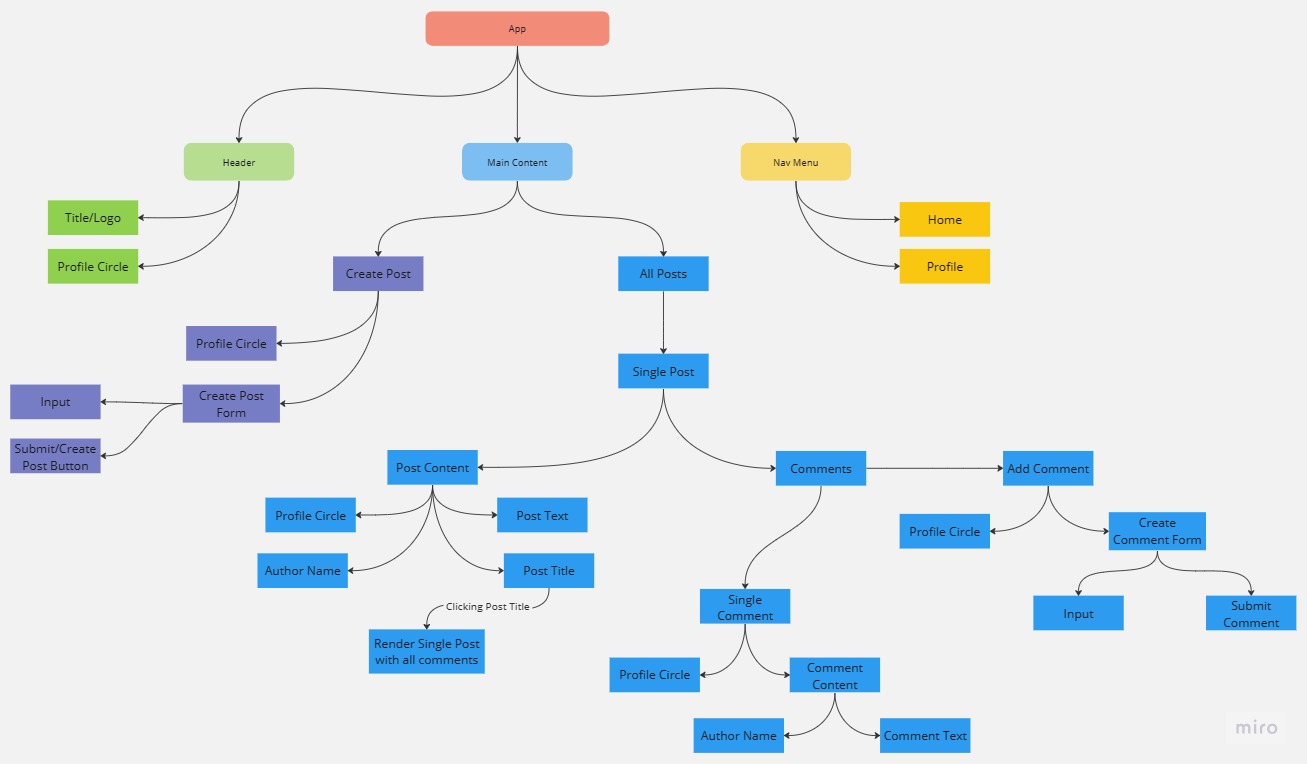 App
Header
Main Content
Nav Menu
Title/Logo
Home
Profile Circle
Create Post
All Posts
Profile
Profile Circle
Single Post
Input
Create Post
Form
Submit/Create
Post Button
Post Content
Comments
Add Comment
Profile Circle
Post Text
Profile Circle
Create
Comment Form
Author Name
Post Title
Clicking Post Title
Single
Comment
Input
Submit
Comment
Render Single Post
with all comments
Profile Circle
Comment
Content
Author Name
Comment Text
miro